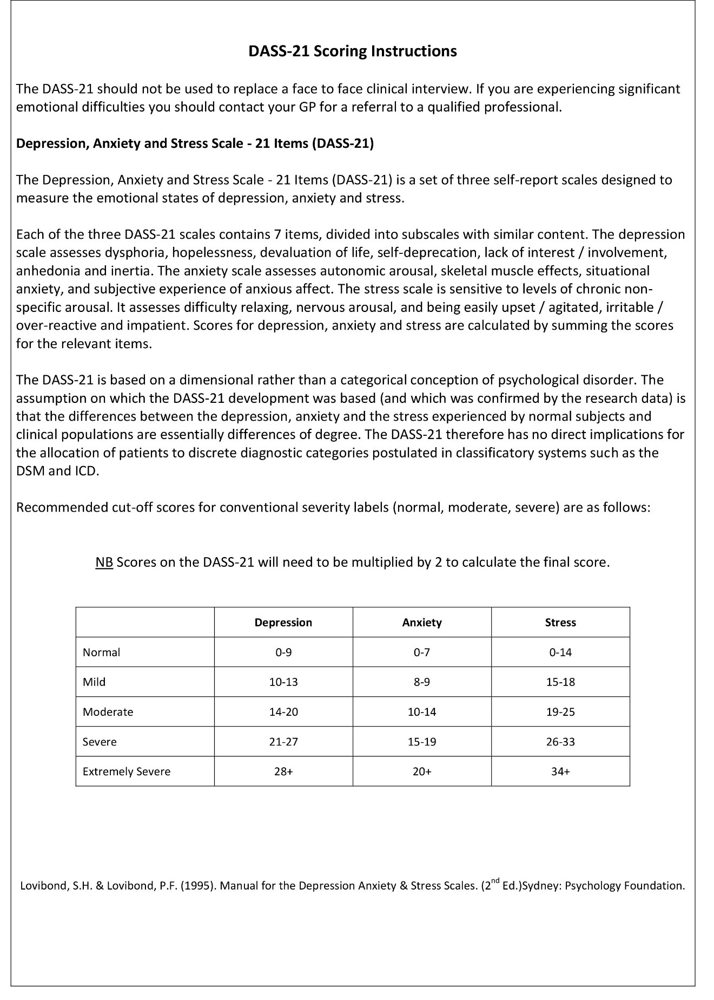 DASS-21 Scoring Instructions
The DASS-21 should not be used to replace a face to face clinical interview. If you are experiencing significant
emotional difficulties you should contact your GP for a referral to a qualified professional.
Depression, Anxiety and Stress Scale - 21 Items (DASS-21)
The Depression, Anxiety and Stress Scale - 21 Items (DASS-21) is a set of three self-report scales designed to
measure the emotional states of depression, anxiety and stress.
Each of the three DASS-21 scales contains 7 items, divided into subscales with similar content. The depression
scale assesses dysphoria, hopelessness, devaluation of life, self-deprecation, lack of interest / involvement,
anhedonia and inertia. The anxiety scale assesses autonomic arousal, skeletal muscle effects, situational
anxiety, and subjective experience of anxious affect. The stress scale is sensitive to levels of chronic non-
specific arousal. It assesses difficulty relaxing, nervous arousal, and being easily upset / agitated, irritable /
over-reactive and impatient. Scores for depression, anxiety and stress are calculated by summing the scores
for the relevant items.
The DASS-21 is based on a dimensional rather than a categorical conception of psychological disorder. The
assumption on which the DASS-21 development was based (and which was confirmed by the research data) is
that the differences between the depression, anxiety and the stress experienced by normal subjects and
clinical populations are essentially differences of degree. The DASS-21 therefore has no direct implications for
the allocation of patients to discrete diagnostic categories postulated in classificatory systems such as the
DSM and ICD.
Recommended cut-off scores for conventional severity labels (normal, moderate, severe) are as follows:
NB Scores on the DASS-21 will need to be multiplied by 2 to calculate the final score.
Depression Anxiety Stress
Normal 0-9 0-7 0-14
Mild 10-13 8-9 15-18
Moderate 14-20 10-14 19-25
Severe 21-27 15-19 26-33
Extremely Severe 28+ 20+ 34+
Lovibond, S.H. & Lovibond, P.F. (1995). Manual for the Depression Anxiety & Stress Scales. (2nd Ed.)Sydney: Psychology Foundation.